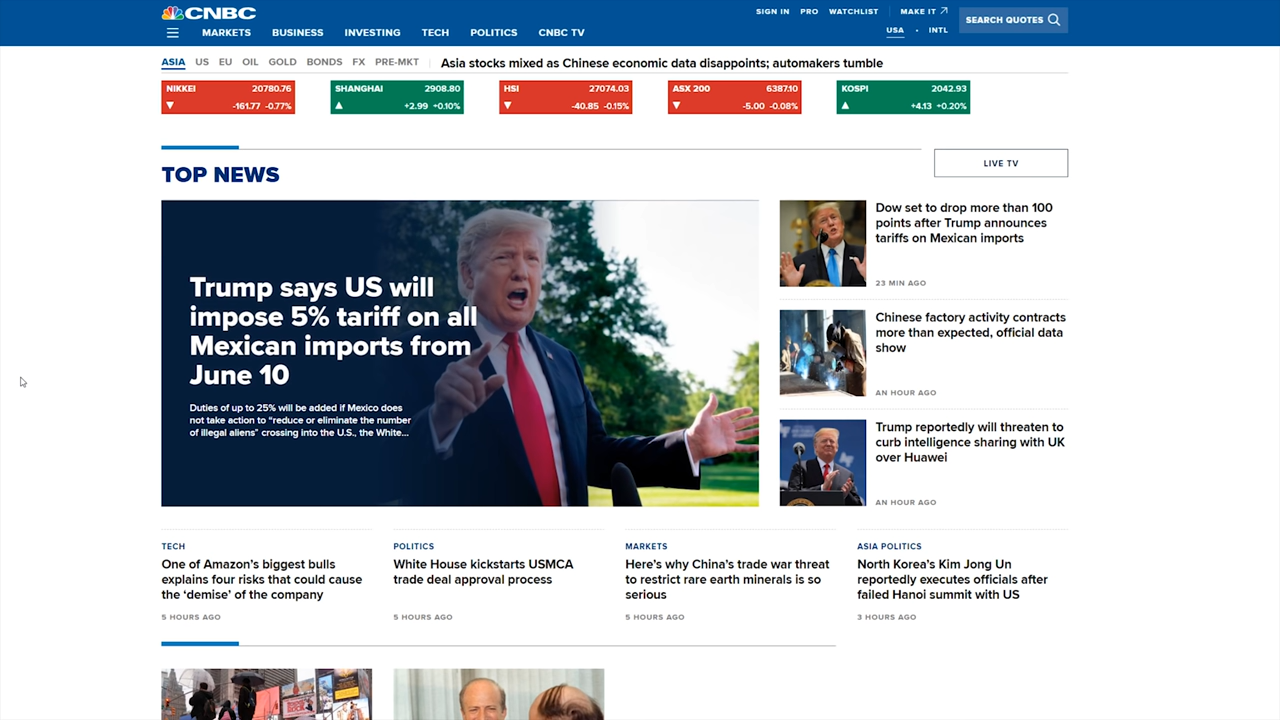 CNBC
SIGN IN PRO WATCHLIST MAKE IT
SEARCH QUOTES
USA • INTL
MARKETS BUSINESS INVESTING TECH POLITICS CNBC TV
ASIA US EU OIL GOLD BONDS FX PRE-MKT Asia stocks mixed as Chinese economic data disappoints; automakers tumble
NIKKEI 20780.76
-161.77 -0.77%
SHANGHAI 2908.80
+2.99 +0.10%
HSI 27074.03
-40.85 -0.15%
ASX 200 6387.10
-5.00 -0.08%
KOSPI 2042.93
+4.13 +0.20%
TOP NEWS
LIVE TV
Trump says US will
impose 5% tariff on all
Mexican imports from
June 10
Duties of up to 25% will be added if Mexico does
not take action to “reduce or eliminate the number
of illegal aliens” crossing into the U.S., the White...
Dow set to drop more than 100
points after Trump announces
tariffs on Mexican imports
23 MIN AGO
Chinese factory activity contracts
more than expected, official data
show
AN HOUR AGO
Trump reportedly will threaten to
curb intelligence sharing with UK
over Huawei
AN HOUR AGO
TECH
One of Amazon’s biggest bulls
explains four risks that could cause
the ‘demise’ of the company
5 HOURS AGO
POLITICS
White House kickstarts USMCA
trade deal approval process
5 HOURS AGO
MARKETS
Here’s why China’s trade war threat
to restrict rare earth minerals is so
serious
5 HOURS AGO
ASIA POLITICS
North Korea’s Kim Jong Un
reportedly executes officials after
failed Hanoi summit with US
3 HOURS AGO